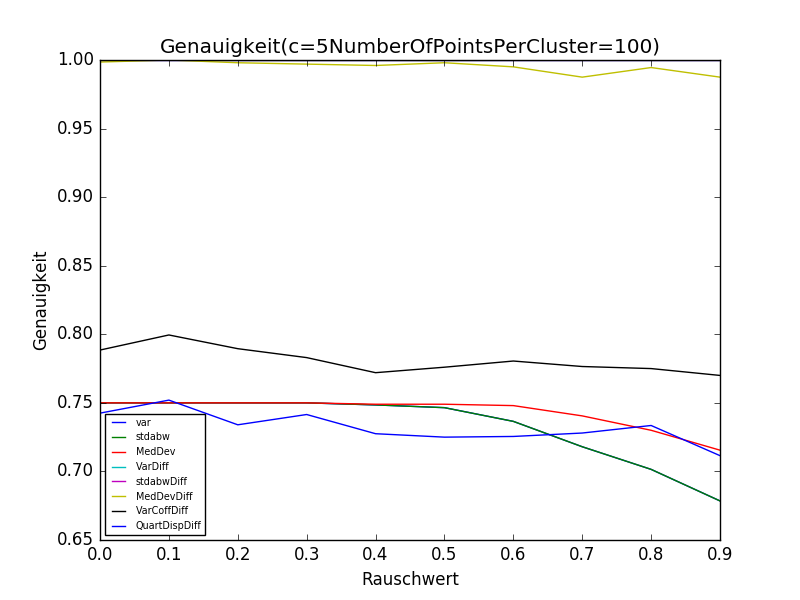 Genauigkeit(c=5NumberOfPointsPerCluster=100)
1.00
0.95
0.90
0.85
0.80
0.75
0.70
0.65
Genauigkeit
var
stdabw
MedDev
VarDiff
stdabwDiff
MedDevDiff
VarCoffDiff
QuartDispDiff
0.0 0.1 0.2 0.3 0.4 0.5 0.6 0.7 0.8 0.9
Rauschwert